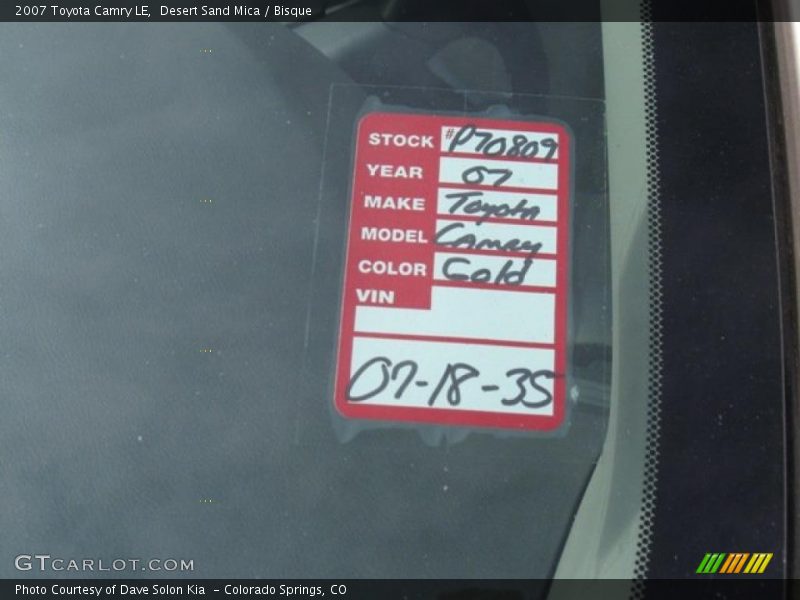 2007 Toyota Camry LE,  Desert Sand Mica / Bisque
STOCK #P70809
YEAR 07
MAKE Toyota
MODEL Camry
COLOR Gold
VIN
07-18-35
GTCARLOT.COM
Photo Courtesy of Dave Solon Kia  - Colorado Springs, CO